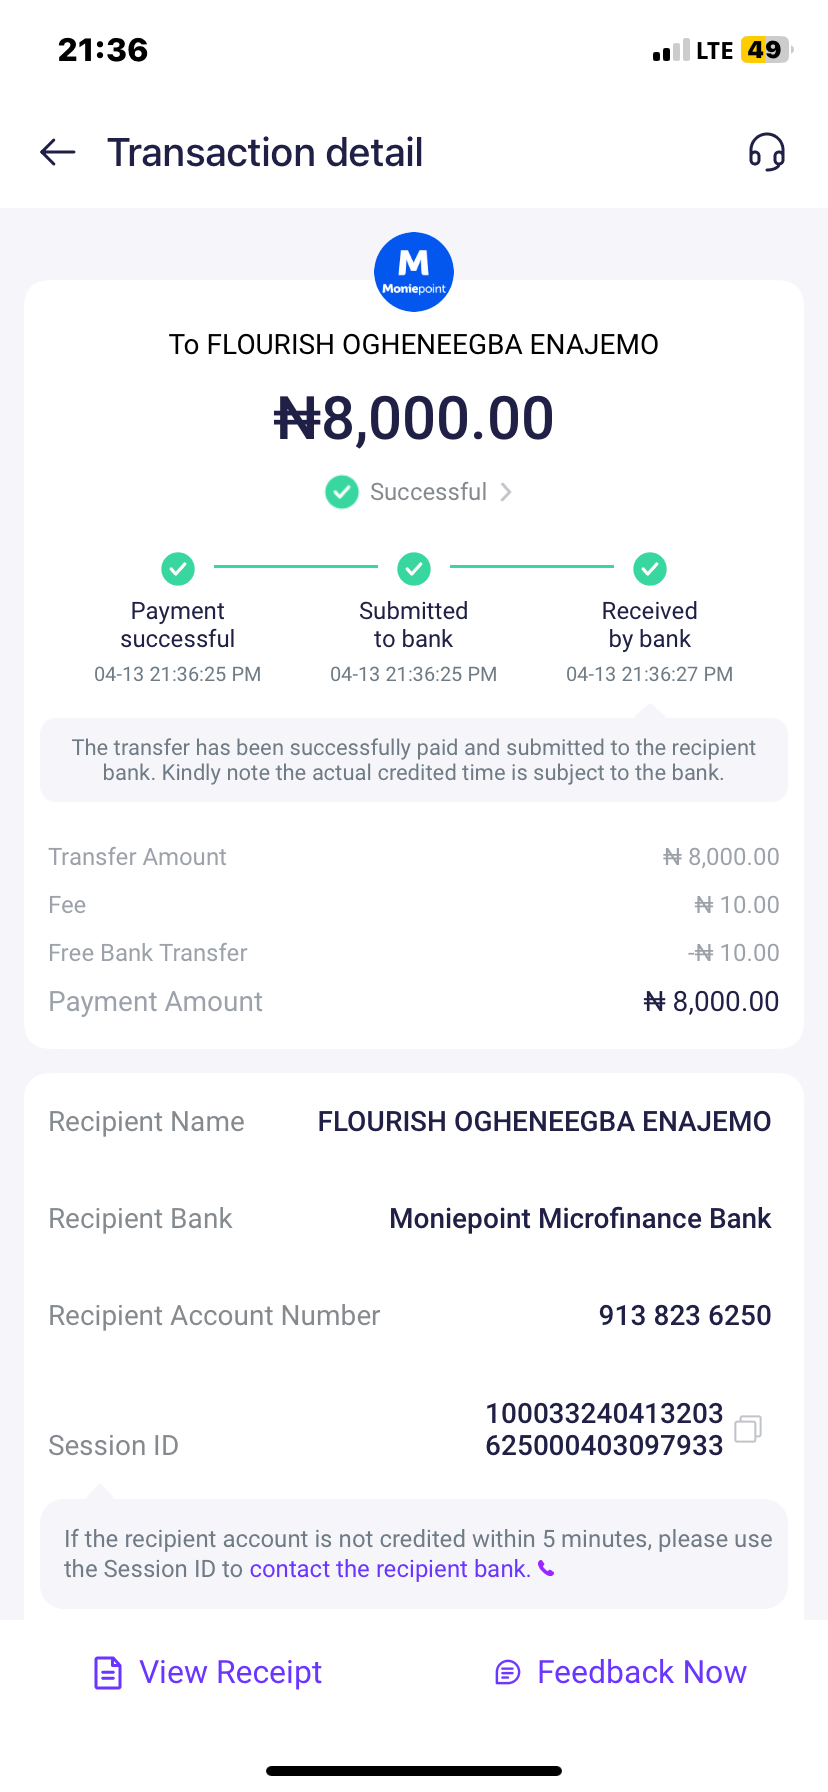 21:36
LTE 49
Transaction detail
M
Moniepoint
To FLOURISH OGHENEEGBA ENAJEMO
₦8,000.00
Successful
Payment successful
04-13 21:36:25 PM
Submitted to bank
04-13 21:36:25 PM
Received by bank
04-13 21:36:27 PM
The transfer has been successfully paid and submitted to the recipient
bank. Kindly note the actual credited time is subject to the bank.
Transfer Amount ₦ 8,000.00
Fee ₦ 10.00
Free Bank Transfer -₦ 10.00
Payment Amount ₦ 8,000.00
Recipient Name FLOURISH OGHENEEGBA ENAJEMO
Recipient Bank Moniepoint Microfinance Bank
Recipient Account Number 913 823 6250
Session ID 100033240413203
625000403097933
If the recipient account is not credited within 5 minutes, please use
the Session ID to contact the recipient bank.
View Receipt
Feedback Now